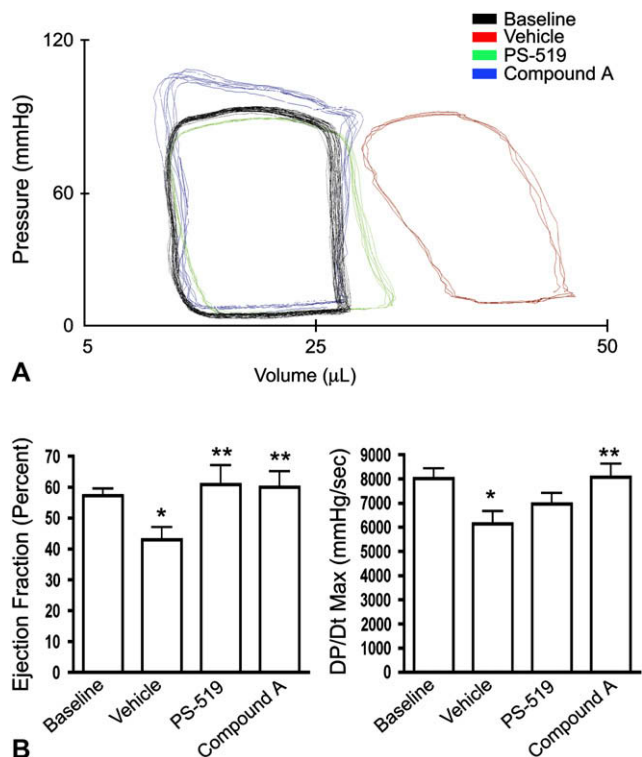 Baseline
Vehicle
PS-519
Compound A
120
60
0
Pressure (mmHg)
5 25 50
Volume (µL)
A
Ejection Fraction (Percent)
70
60
50
40
30
20
10
0
*
**
**
Baseline
Vehicle
PS-519
Compound A
DP/Dt Max (mmHg/sec)
9000
8000
7000
6000
5000
4000
3000
2000
1000
0
*
**
Baseline
Vehicle
PS-519
Compound A
B